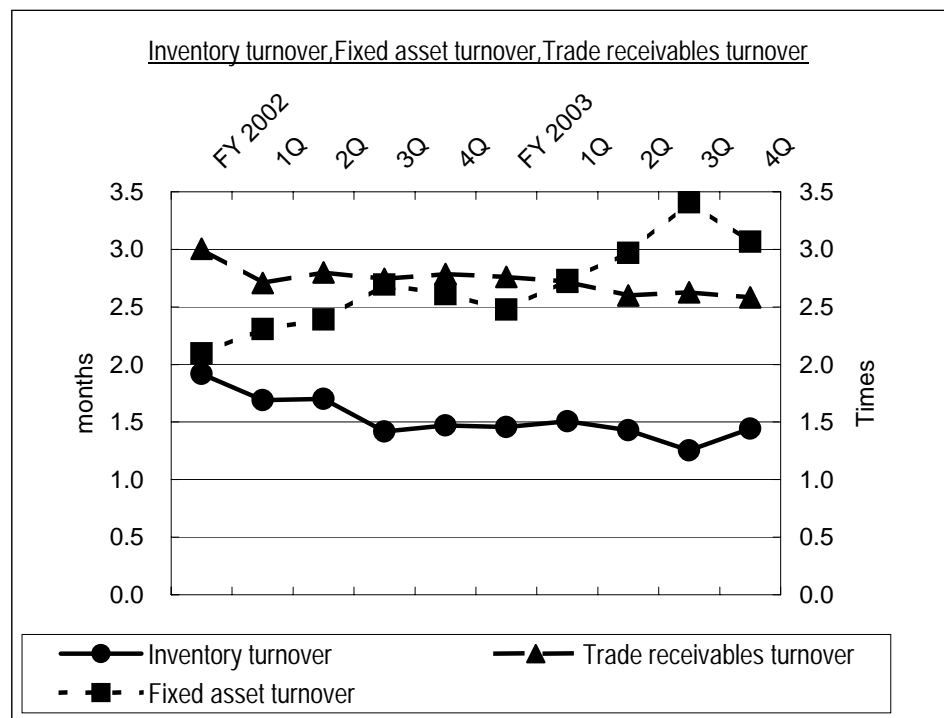 Inventory turnover,Fixed asset turnover,Trade receivables turnover
FY 2002 1Q 2Q 3Q 4Q FY 2003 1Q 2Q 3Q 4Q
3.5 3.5
3.0 3.0
2.5 2.5
2.0 2.0
1.5 1.5
1.0 1.0
0.5 0.5
0.0 0.0
months
Times
Inventory turnover Trade receivables turnover
Fixed asset turnover